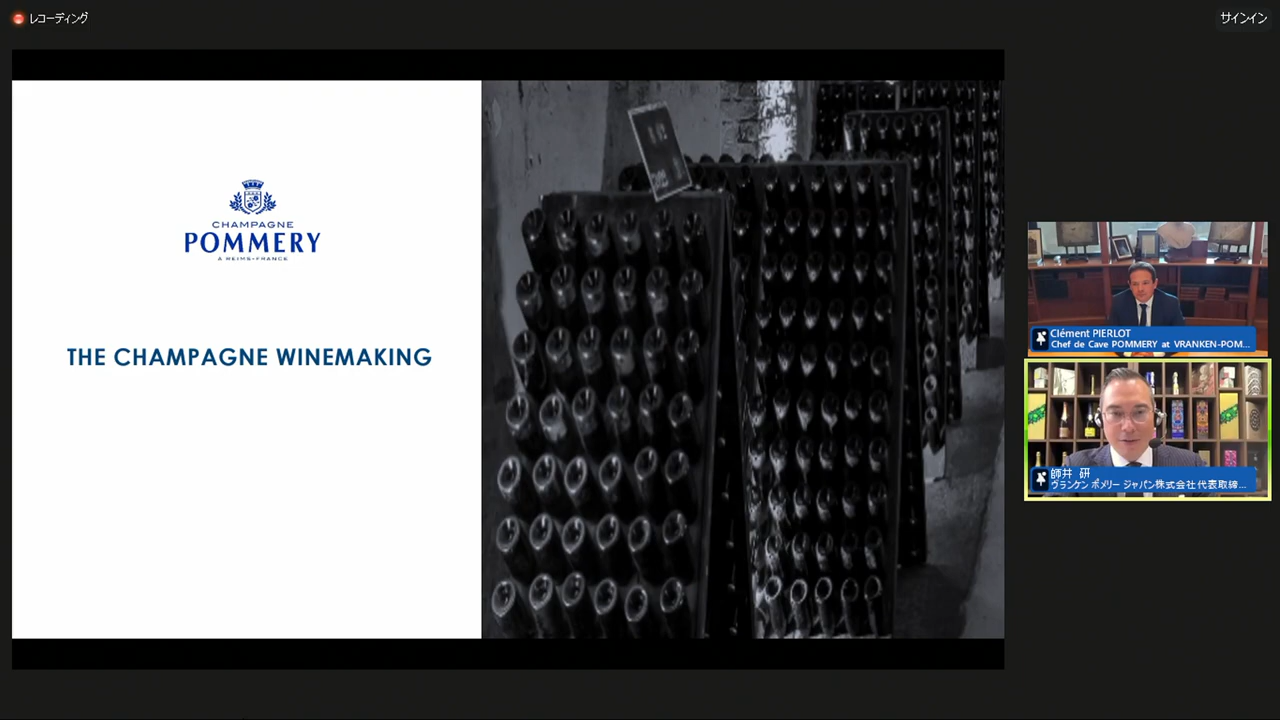 レコーディング
サインイン
CHAMPAGNE
POMMERY
A REIMS-FRANCE
THE CHAMPAGNE WINEMAKING
Clément PIERLOT
Chef de Cave POMMERY at VRANKEN-POM...
師井 研
ヴランケン ポメリー ジャパン株式会社 代表取締...